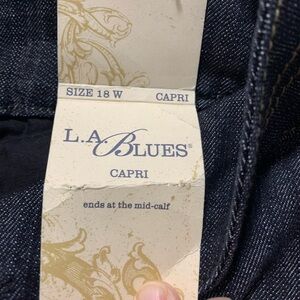 SIZE 18 W CAPRI
L.A. BLUES®
CAPRI
ends at the mid-calf